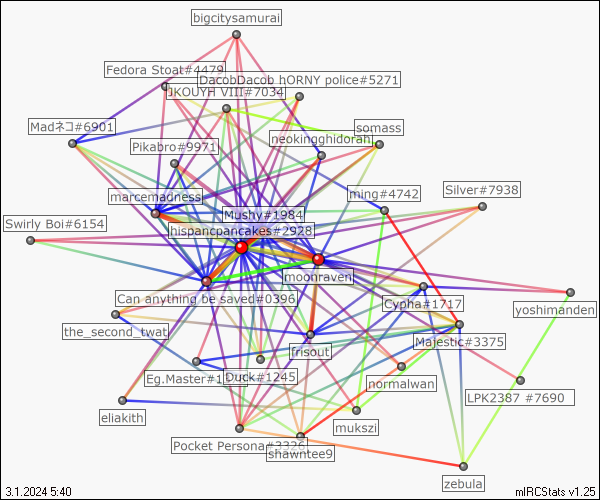 bigcitysamurai
Fedora Stoat#4479
DacobDacob hORNY police#5271
JKOUYH VIII#7034
Madネコ#6901
somass
neokingghidorah
Pikabro#9971
marcemadness
ming#4742
Silver#7938
Mushy#1984
Swirly Boi#6154
hispancpancakes#2928
moonraven
Can anything be saved#0396
Cypha#1717
yoshimanden
the_second_twat
frisout
Majestic#3375
Eg.Master#1
Duck#1245
normalwan
LPK2387 #7690
eliakith
mukszi
Pocket Persona#3326
shawntee9
zebula
3.1.2024 5:40
mIRCStats v1.25